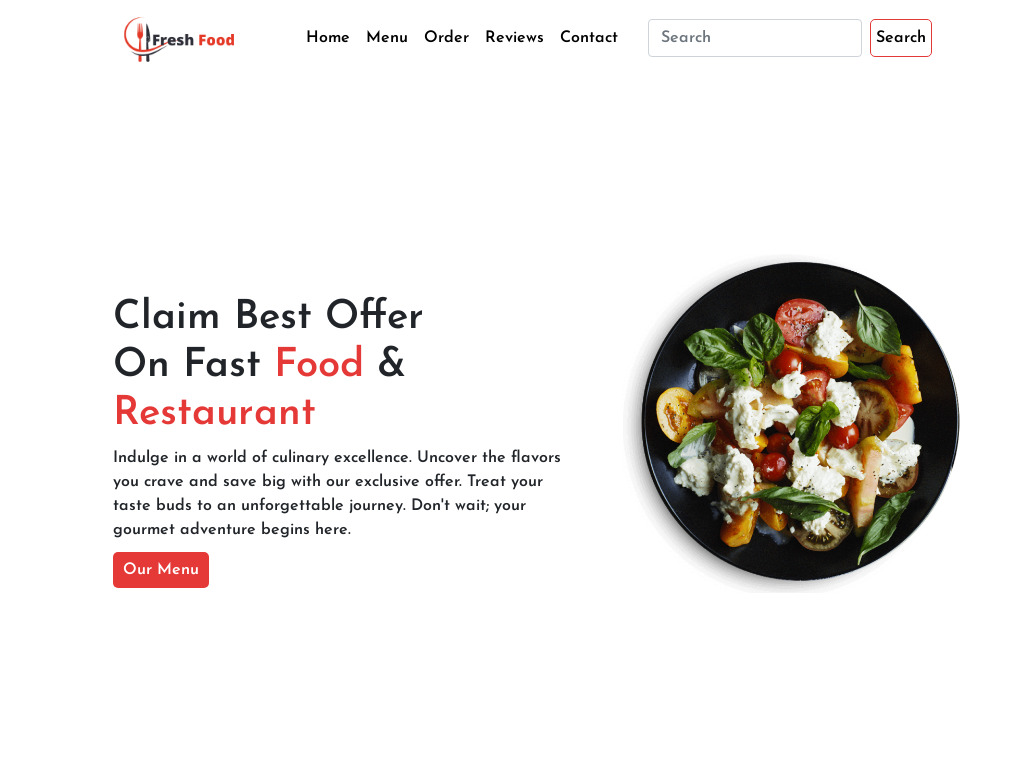 Fresh Food
Home Menu Order Reviews Contact
Search
Search
Claim Best Offer
On Fast Food &
Restaurant
Indulge in a world of culinary excellence. Uncover the flavors
you crave and save big with our exclusive offer. Treat your
taste buds to an unforgettable journey. Don't wait; your
gourmet adventure begins here.
Our Menu